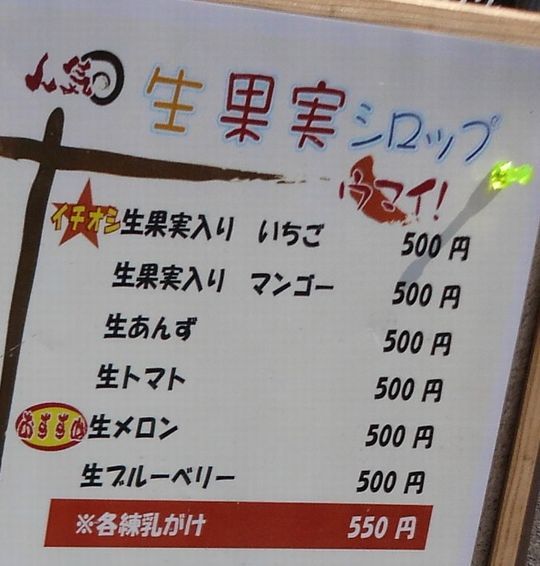 人気 生果実シロップ
ウマイ!
イチオシ 生果実入り いちご 500円
生果実入り マンゴー 500円
生あんず 500円
生トマト 500円
おすすめ 生メロン 500円
生ブルーベリー 500円
※各練乳がけ 550円